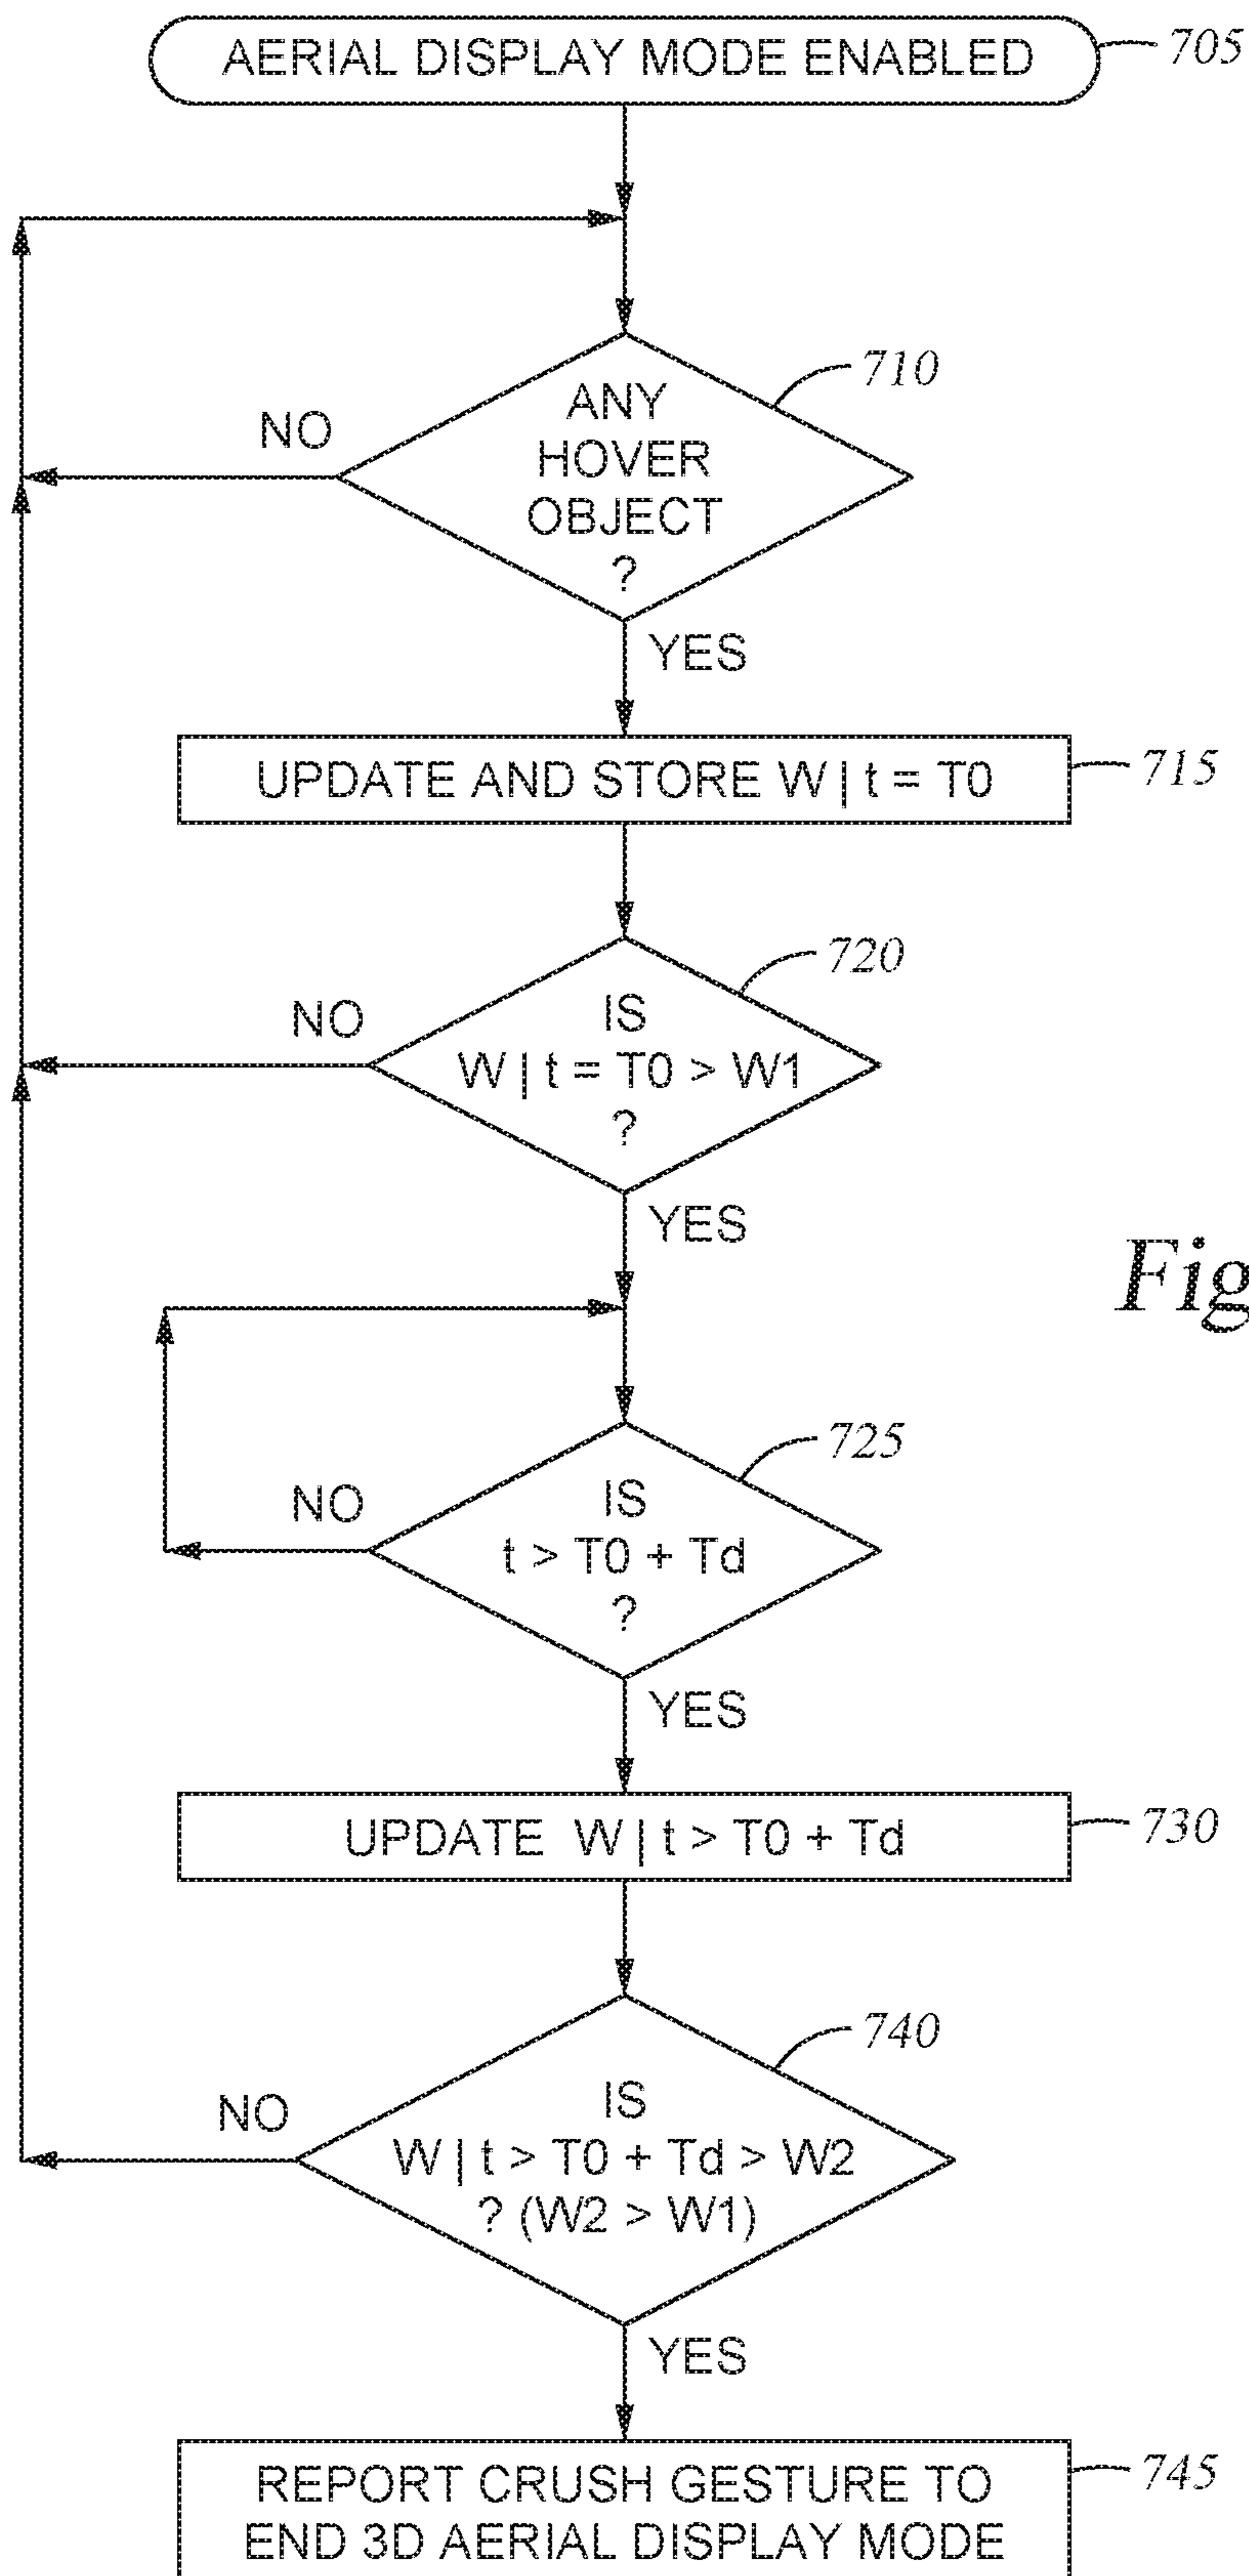 AERIAL DISPLAY MODE ENABLED
705
ANY
HOVER
OBJECT
?
710
NO
YES
UPDATE AND STORE W | t = T0
715
IS
W | t = T0 > W1
?
720
NO
YES
Fig
IS
t > T0 + Td
?
725
NO
YES
UPDATE W | t > T0 + Td
730
IS
W | t > T0 + Td > W2
? (W2 > W1)
740
NO
YES
REPORT CRUSH GESTURE TO
END 3D AERIAL DISPLAY MODE
745